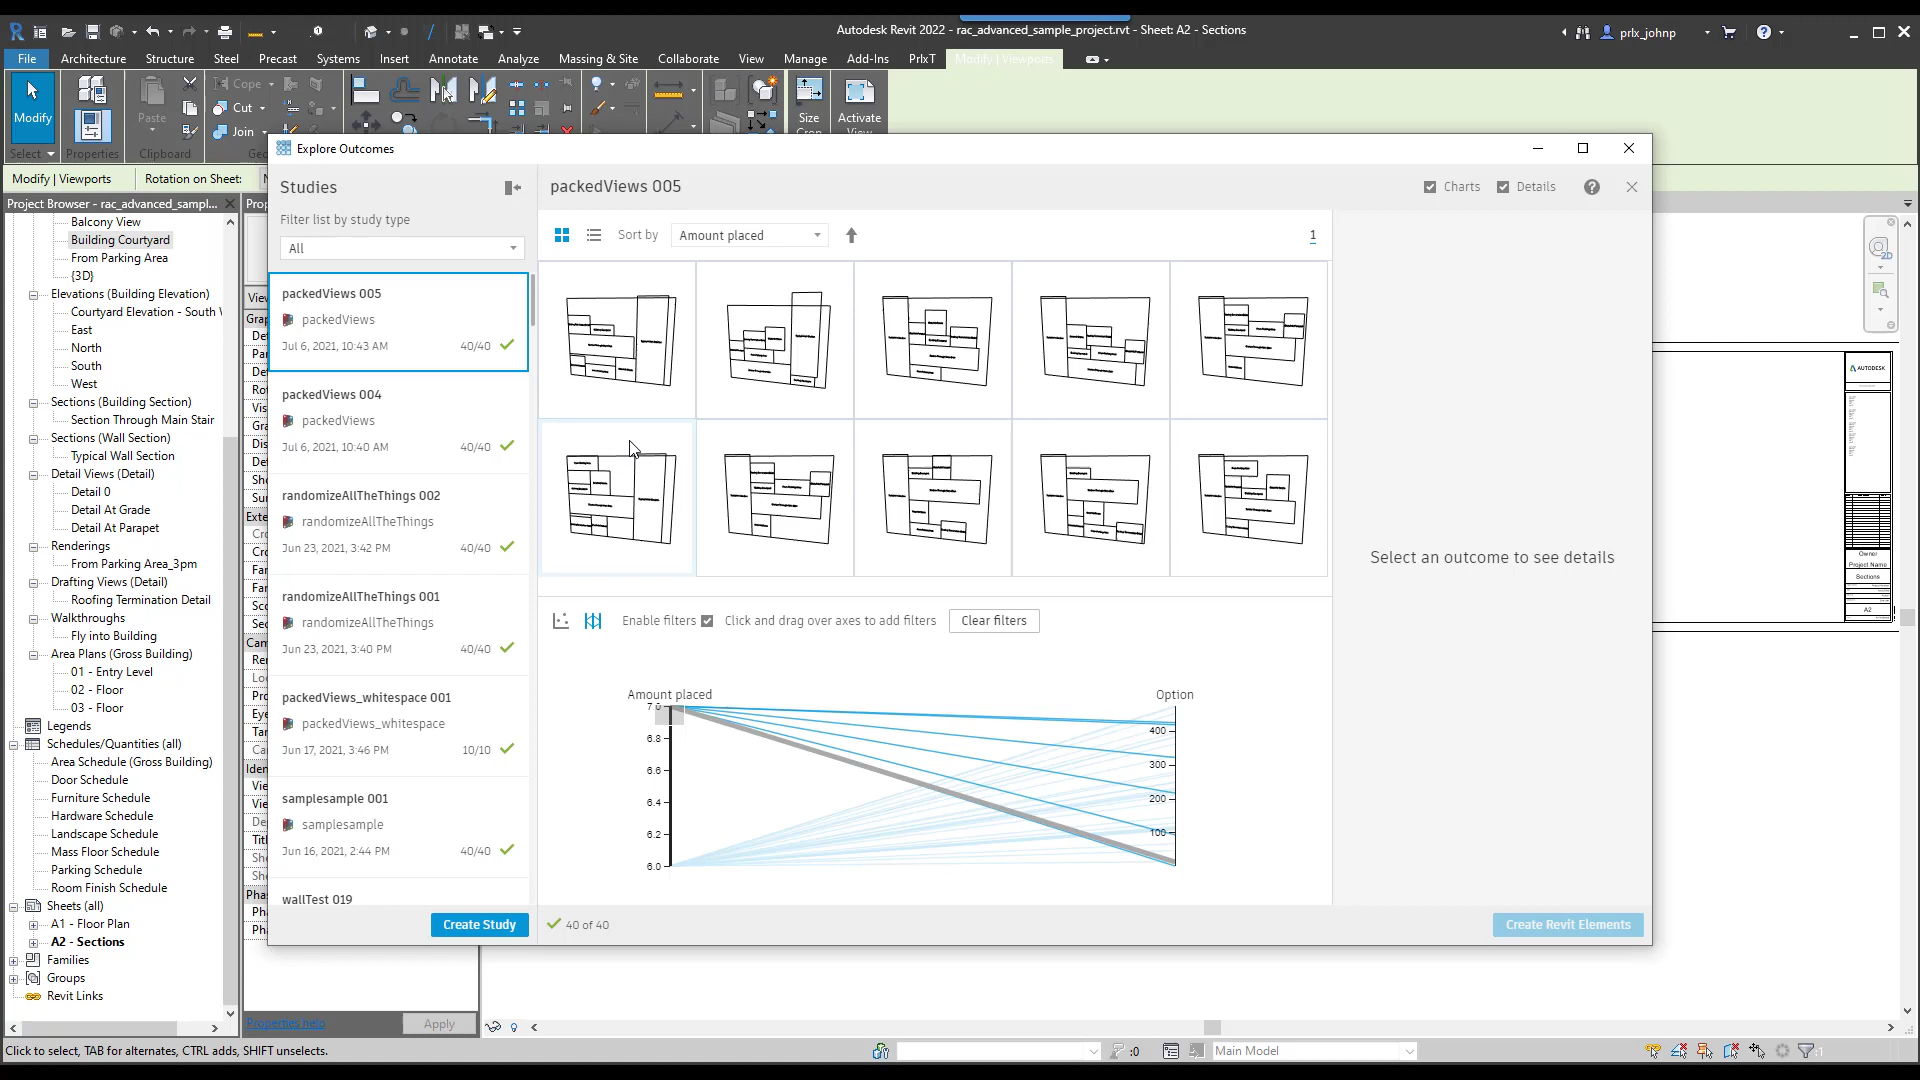 Autodesk Revit 2022 - rac_advanced_sample_project.rvt - Sheet: A2 - Sections
prlx_johnp
File Architecture Structure Steel Precast Systems Insert Annotate Analyze Massing & Site Collaborate View Manage Add-Ins PrlxT Modify | Viewports
Modify
Paste
Cope
Cut
Join
Size
Crop
Activate
View
Select Properties Clipboard
Modify | Viewports
Rotation on Sheet:
Project Browser - rac_advanced_sampl...
Balcony View
Building Courtyard
From Parking Area
{3D}
Elevations (Building Elevation)
Courtyard Elevation - South
East
North
South
West
Sections (Building Section)
Section Through Main Stair
Sections (Wall Section)
Typical Wall Section
Detail Views (Detail)
Detail 0
Detail At Grade
Detail At Parapet
Renderings
From Parking Area_3pm
Drafting Views (Detail)
Roofing Termination Detail
Walkthroughs
Fly into Building
Area Plans (Gross Building)
01 - Entry Level
02 - Floor
03 - Floor
Legends
Schedules/Quantities (all)
Area Schedule (Gross Building)
Door Schedule
Furniture Schedule
Hardware Schedule
Landscape Schedule
Mass Floor Schedule
Parking Schedule
Room Finish Schedule
Sheets (all)
A1 - Floor Plan
A2 - Sections
Families
Groups
Revit Links
Properties help
Apply
Explore Outcomes
Studies
Filter list by study type
All
packedViews 005
packedViews
Jul 6, 2021, 10:43 AM 40/40
packedViews 004
packedViews
Jul 6, 2021, 10:40 AM 40/40
randomizeAllTheThings 002
randomizeAllTheThings
Jun 23, 2021, 3:42 PM 40/40
randomizeAllTheThings 001
randomizeAllTheThings
Jun 23, 2021, 3:40 PM 40/40
packedViews_whitespace 001
packedViews_whitespace
Jun 17, 2021, 3:46 PM 10/10
samplesample 001
samplesample
Jun 16, 2021, 2:44 PM 40/40
wallTest 019
Create Study
packedViews 005
Charts Details
Sort by Amount placed
1
Select an outcome to see details
Enable filters Click and drag over axes to add filters Clear filters
Amount placed Option
7.0
6.8
6.6
6.4
6.2
6.0
400
300
200
100
40 of 40
Create Revit Elements
AUTODESK
Owner
Project Name
Sections
A2
Click to select, TAB for alternates, CTRL adds, SHIFT unselects.
:0
Main Model
:1